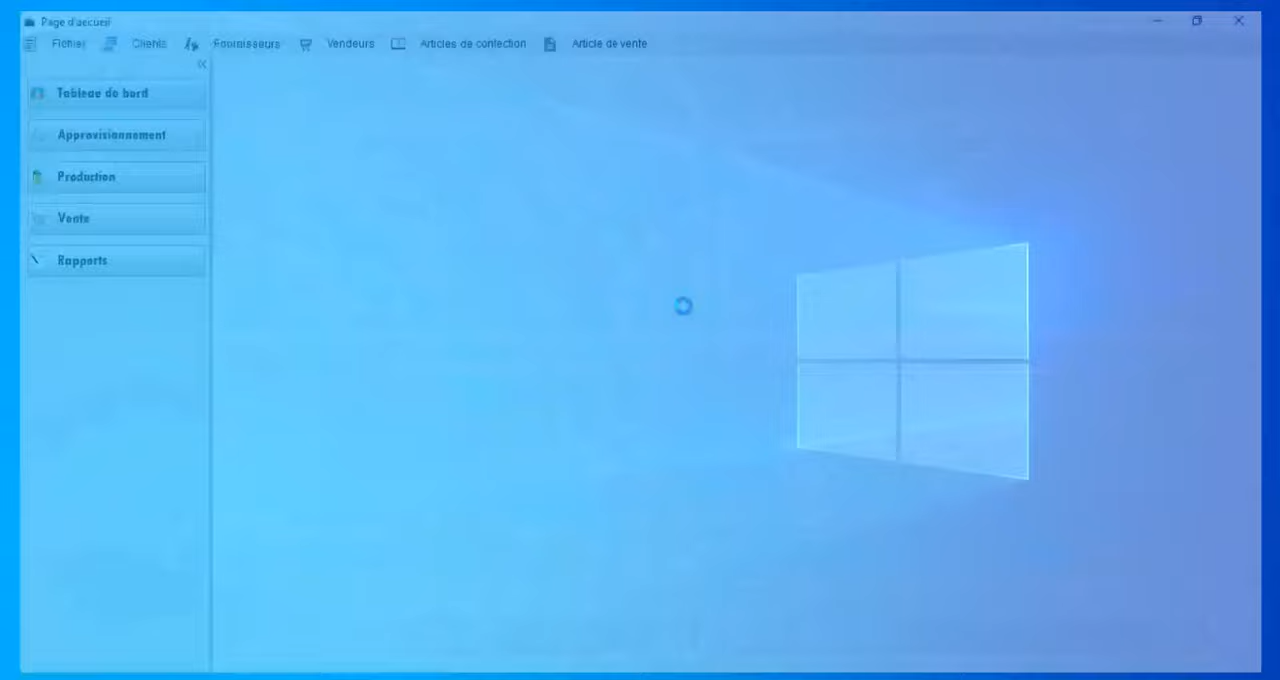 Page d'accueil
Fichier Clients Fournisseurs Vendeurs Articles de confection Article de vente
Tableau de bord
Approvisionnement
Production
Vente
Rapports